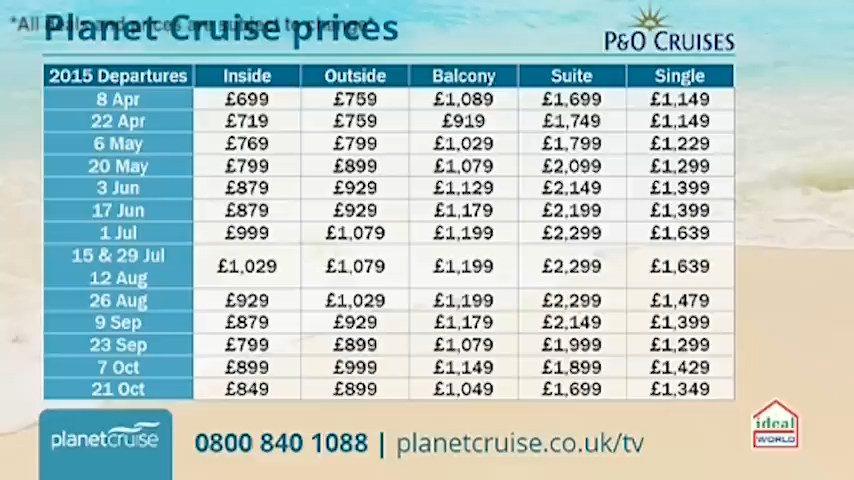 *All deals and prices are subject to change*
Planet Cruise prices
P&O CRUISES
2015 Departures Inside Outside Balcony Suite Single
8 Apr £699 £759 £1,089 £1,699 £1,149
22 Apr £719 £759 £919 £1,749 £1,149
6 May £769 £799 £1,029 £1,799 £1,229
20 May £799 £899 £1,079 £2,099 £1,299
3 Jun £879 £929 £1,129 £2,149 £1,399
17 Jun £879 £929 £1,179 £2,199 £1,399
1 Jul £999 £1,079 £1,199 £2,299 £1,639
15 & 29 Jul
12 Aug £1,029 £1,079 £1,199 £2,299 £1,639
26 Aug £929 £1,029 £1,199 £2,299 £1,479
9 Sep £879 £929 £1,179 £2,149 £1,399
23 Sep £799 £899 £1,079 £1,999 £1,299
7 Oct £899 £999 £1,149 £1,899 £1,429
21 Oct £849 £899 £1,049 £1,699 £1,349
planetcruise
0800 840 1088 | planetcruise.co.uk/tv
ideal
WORLD